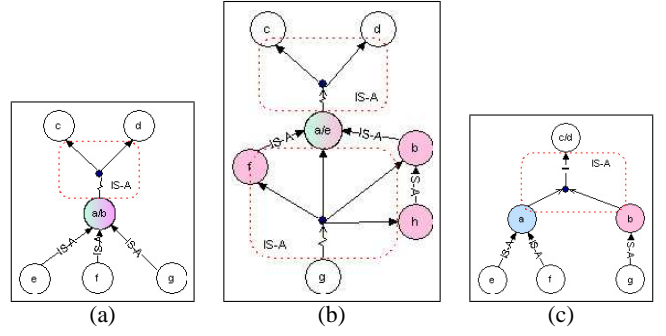 c d
IS-A
a/b
IS-A IS-A IS-A
e f g
(a)
c d
IS-A
a/e
IS-A IS-A
f b
IS-A
h
IS-A
g
(b)
c/d
IS-A
a b
IS-A IS-A IS-A
e f g
(c)